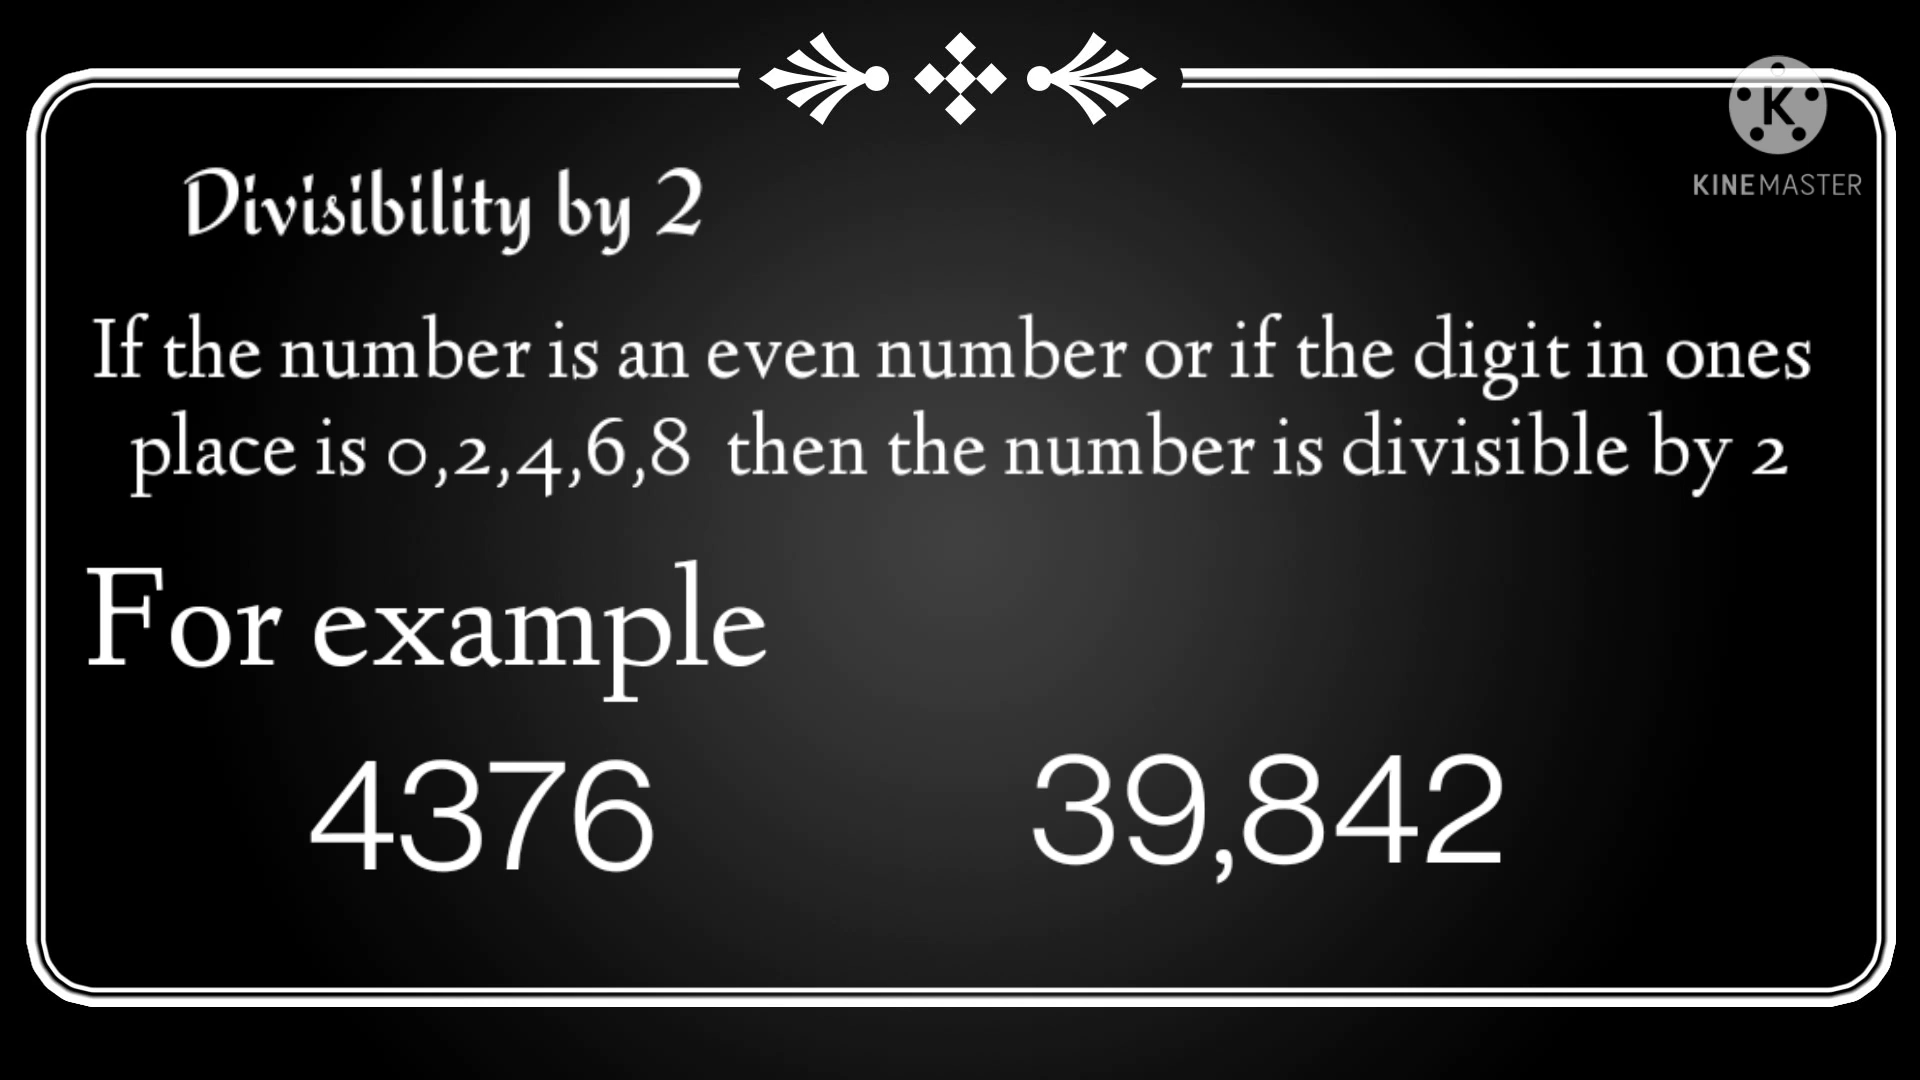 K
KINEMASTER
Divisibility by 2
If the number is an even number or if the digit in ones
place is 0,2,4,6,8 then the number is divisible by 2
For example
4376 39,842